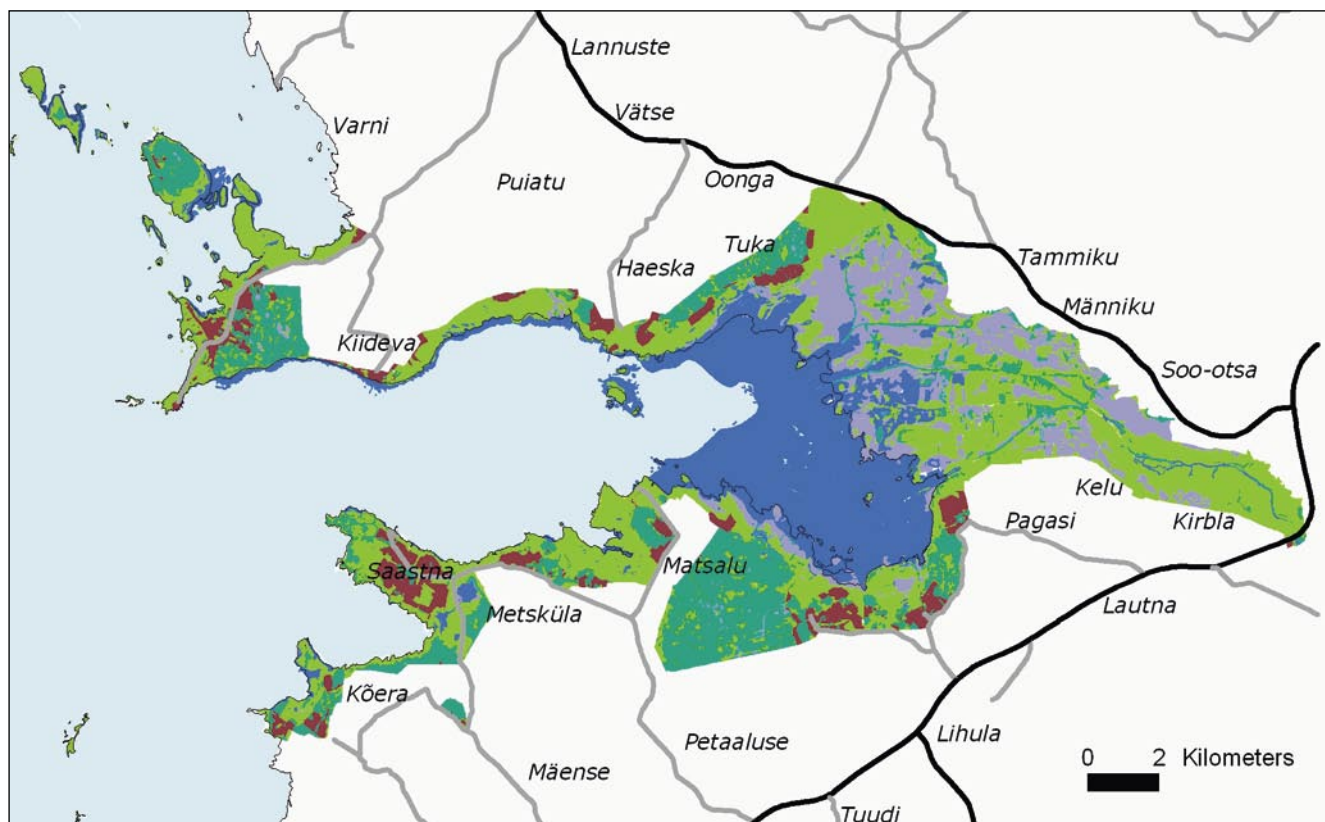 Lannuste
Vätse
Varni
Puiatu
Oonga
Tuka
Haeska
Tammiku
Männiku
Kiideva
Soo-otsa
Kelu
Pagasi
Kirbla
Saastna
Matsalu
Metsküla
Lautna
Kõera
Petaaluse
Lihula
Mäense
0 2 Kilometers
Tuudi